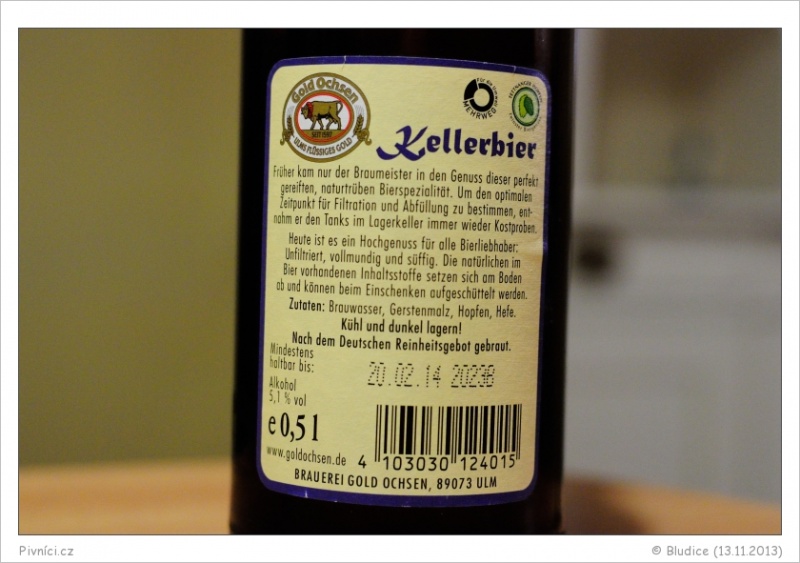 Gold Ochsen
SEIT 1597
ULMS FLÜSSIGES GOLD
Für die Umwelt
MEHRWEG
Kellerbier
Früher kam nur der Braumeister in den Genuss dieser perfekt
gereiften, naturtrüben Bierspezialität. Um den optimalen
Zeitpunkt für Filtration und Abfüllung zu bestimmen, ent-
nahm er den Tanks im Lagerkeller immer wieder Kostproben.
Heute ist es ein Hochgenuss für alle Bierliebhaber:
Unfiltriert, vollmundig und süffig. Die natürlichen im
Bier vorhandenen Inhaltsstoffe setzen sich am Boden
ab und können beim Einschenken aufgeschüttelt werden.
Zutaten: Brauwasser, Gerstenmalz, Hopfen, Hefe.
Kühl und dunkel lagern!
Nach dem Deutschen Reinheitsgebot gebraut.
Mindestens
haltbar bis:
20.02.14 20238
Alkohol
5,1 % vol
e 0,5 l
www.goldochsen.de
4 103030 124015
BRAUEREI GOLD OCHSEN, 89073 ULM
Pivníci.cz
© Bludice (13.11.2013)